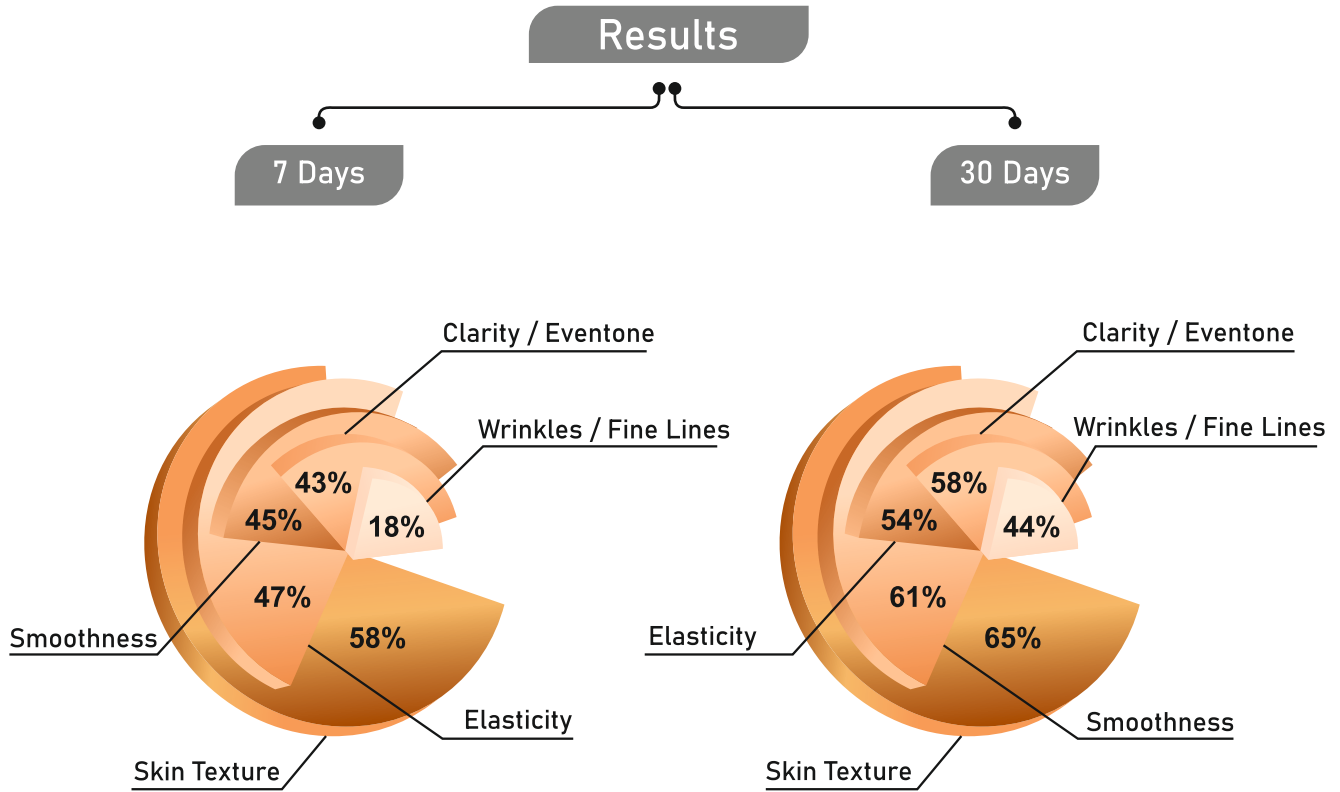 Results
7 Days
30 Days
Clarity / Eventone
Wrinkles / Fine Lines
43%
18%
45%
47%
58%
Smoothness
Elasticity
Skin Texture
Clarity / Eventone
Wrinkles / Fine Lines
58%
44%
54%
61%
65%
Elasticity
Smoothness
Skin Texture